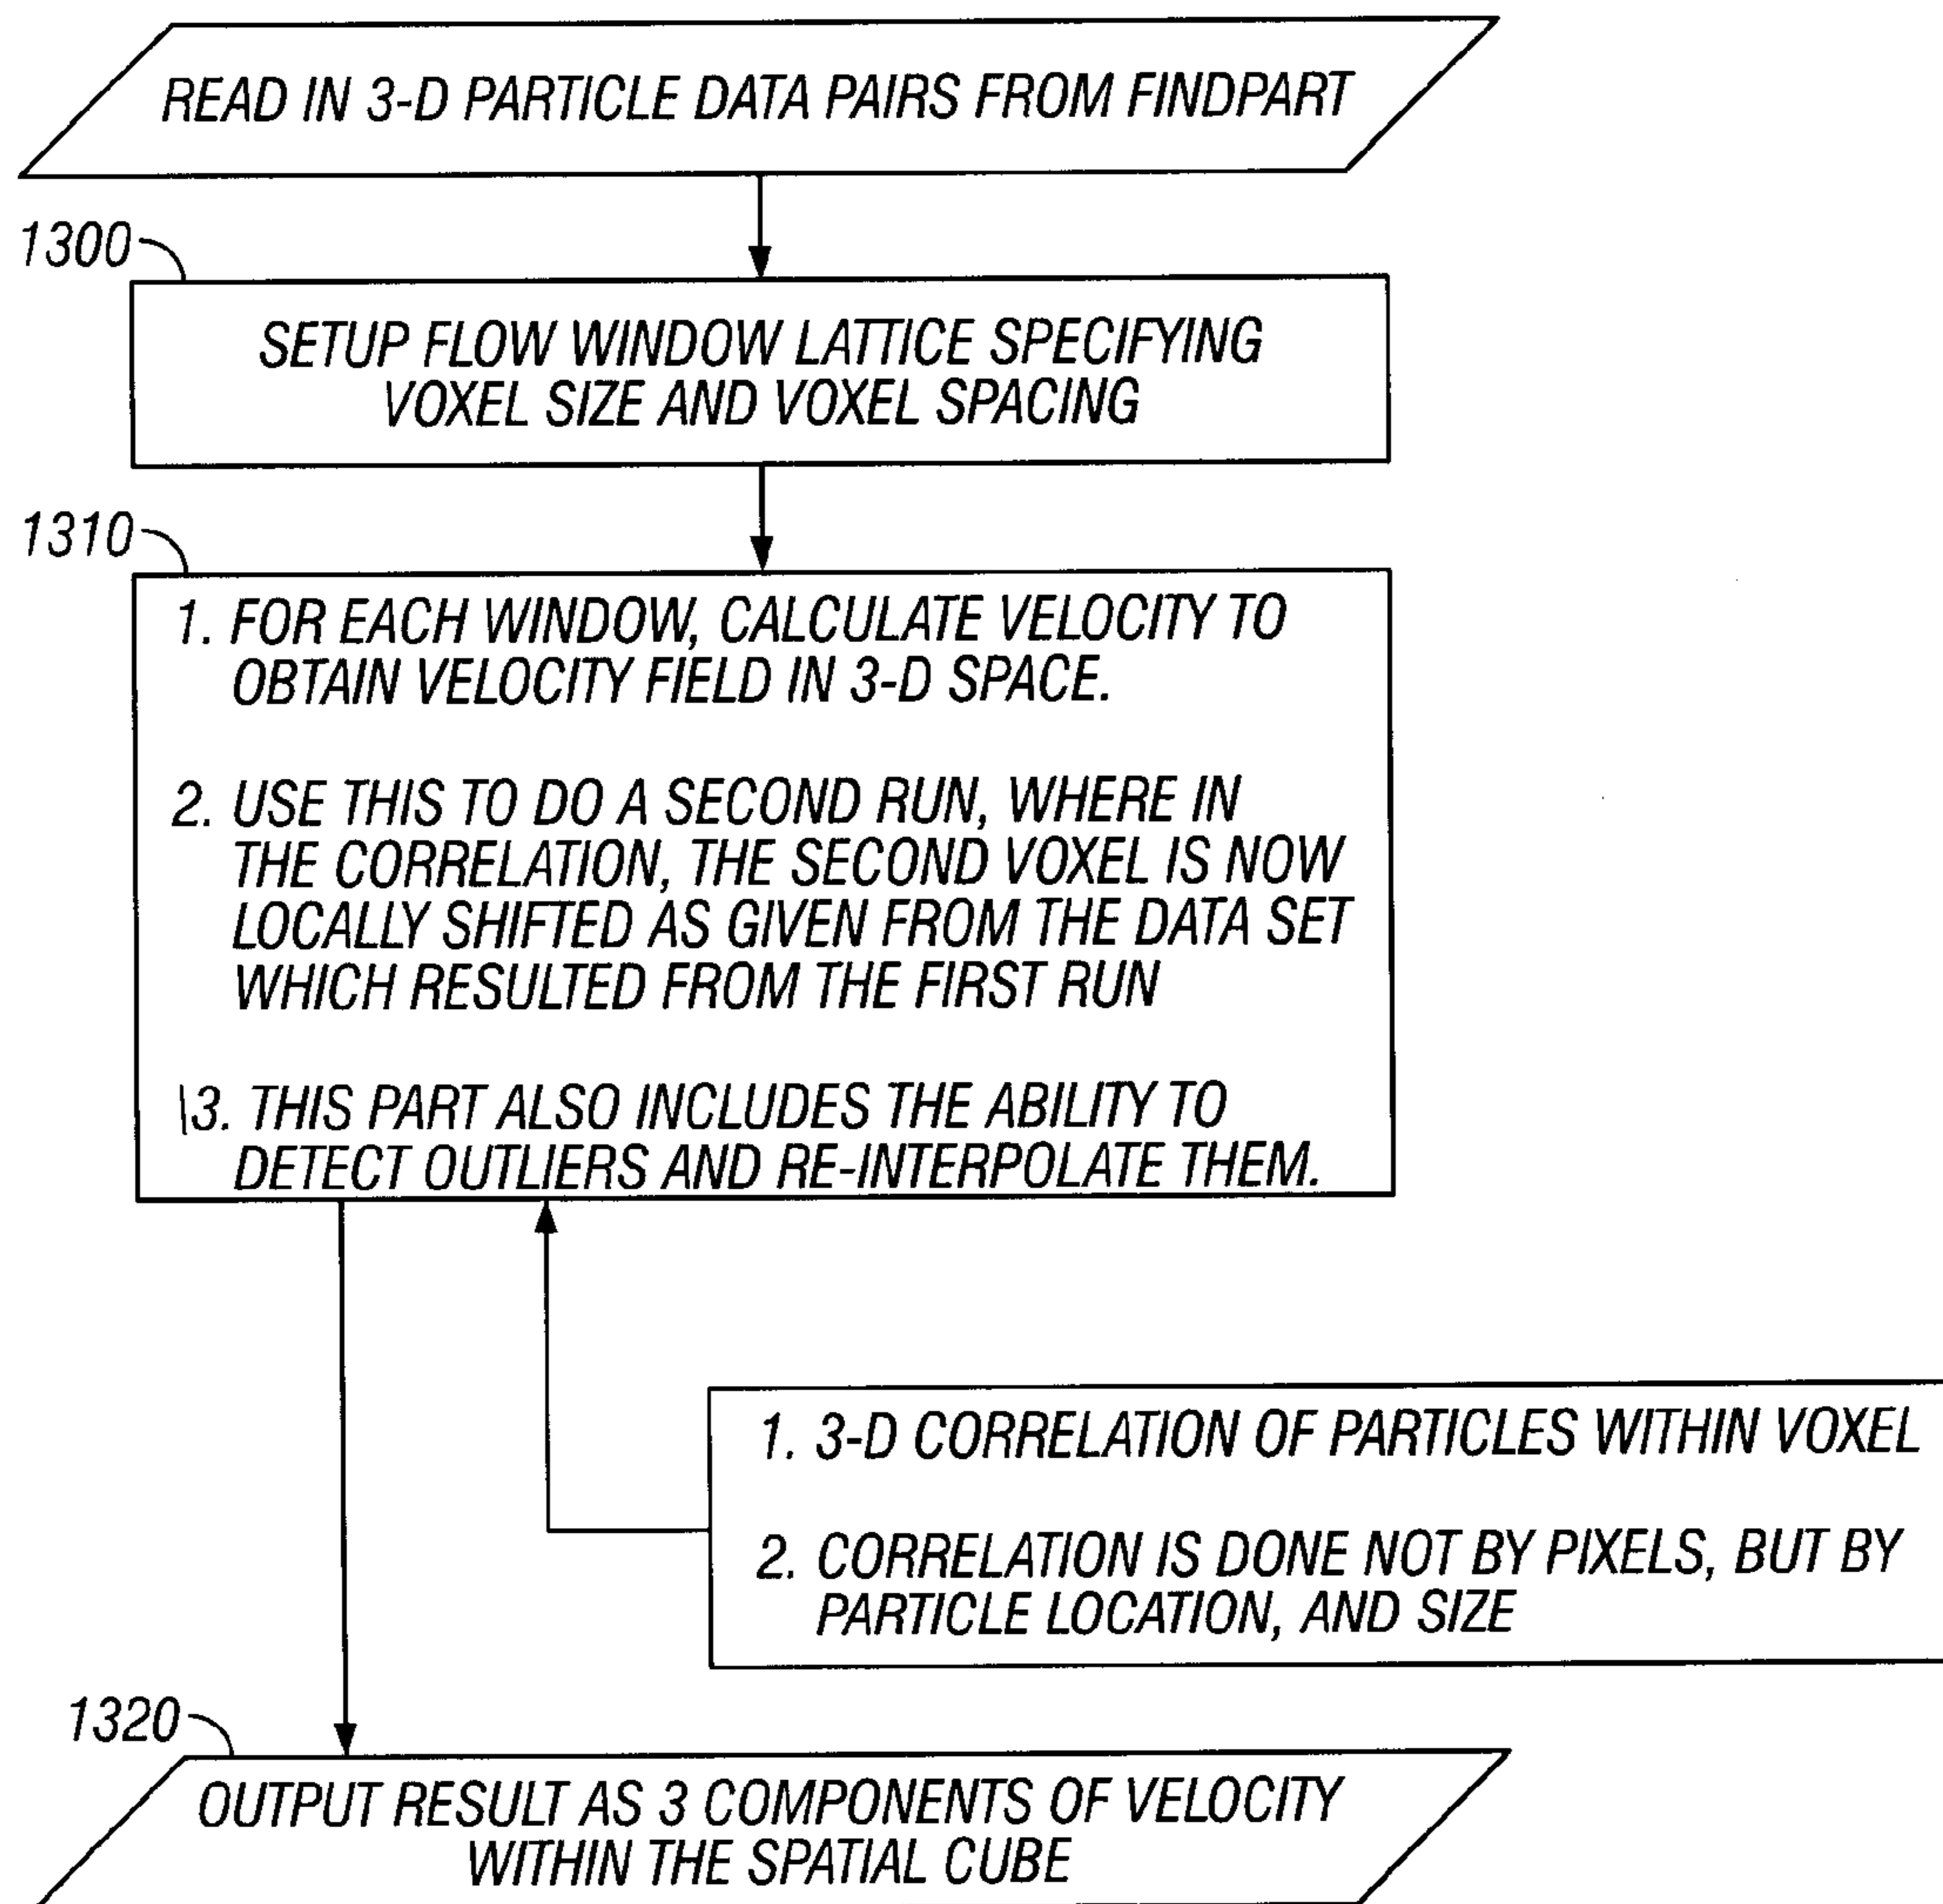 READ IN 3-D PARTICLE DATA PAIRS FROM FINDPART
1300
SETUP FLOW WINDOW LATTICE SPECIFYING
VOXEL SIZE AND VOXEL SPACING
1310
1. FOR EACH WINDOW, CALCULATE VELOCITY TO
OBTAIN VELOCITY FIELD IN 3-D SPACE.
2. USE THIS TO DO A SECOND RUN, WHERE IN
THE CORRELATION, THE SECOND VOXEL IS NOW
LOCALLY SHIFTED AS GIVEN FROM THE DATA SET
WHICH RESULTED FROM THE FIRST RUN
\3. THIS PART ALSO INCLUDES THE ABILITY TO
DETECT OUTLIERS AND RE-INTERPOLATE THEM.
1. 3-D CORRELATION OF PARTICLES WITHIN VOXEL
2. CORRELATION IS DONE NOT BY PIXELS, BUT BY
PARTICLE LOCATION, AND SIZE
1320
OUTPUT RESULT AS 3 COMPONENTS OF VELOCITY
WITHIN THE SPATIAL CUBE